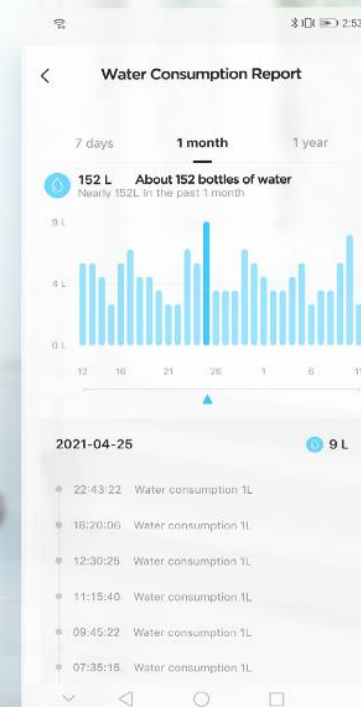 2:53
Water Consumption Report
7 days 1 month 1 year
152 L About 152 bottles of water
Nearly 152L in the past 1 month
9 L
4 L
0 L
12 16 21 26 1 6 11
2021-04-25 9 L
22:43:22 Water consumption 1L
18:20:06 Water consumption 1L
12:30:25 Water consumption 1L
11:15:40 Water consumption 1L
09:45:22 Water consumption 1L
07:35:15 Water consumption 1L